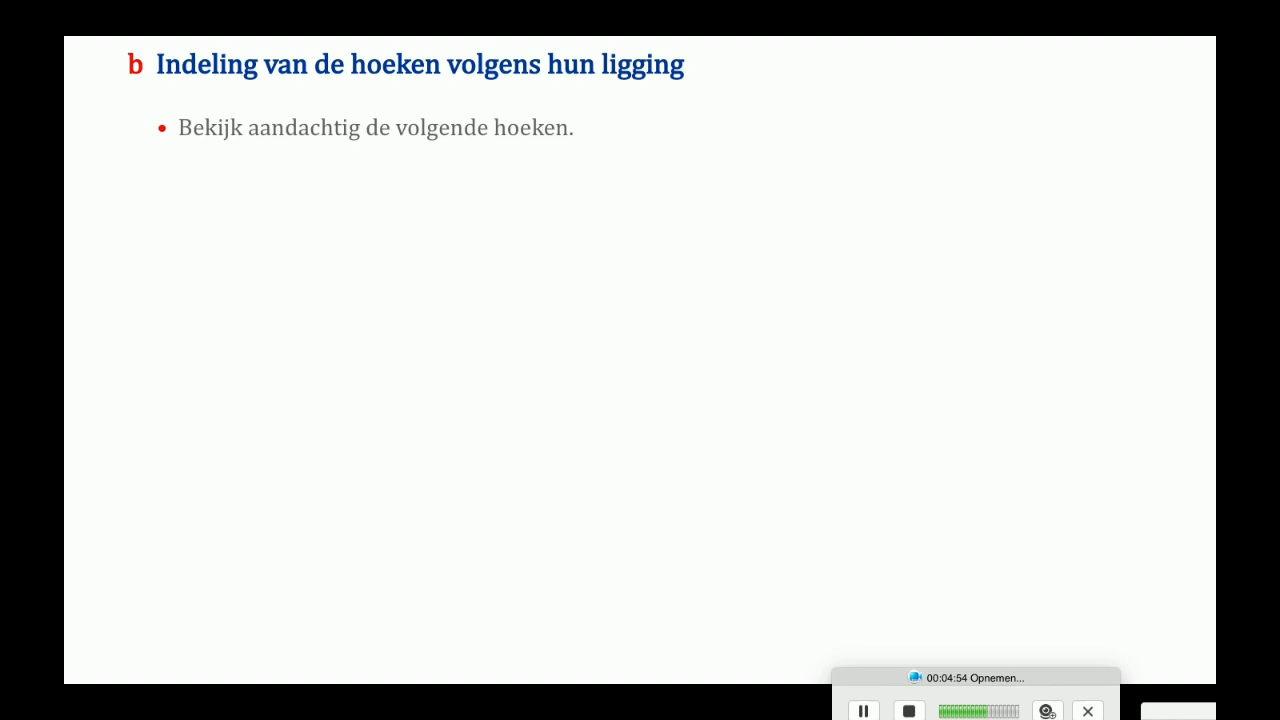 b Indeling van de hoeken volgens hun ligging
• Bekijk aandachtig de volgende hoeken.
00:04:54 Opnemen...